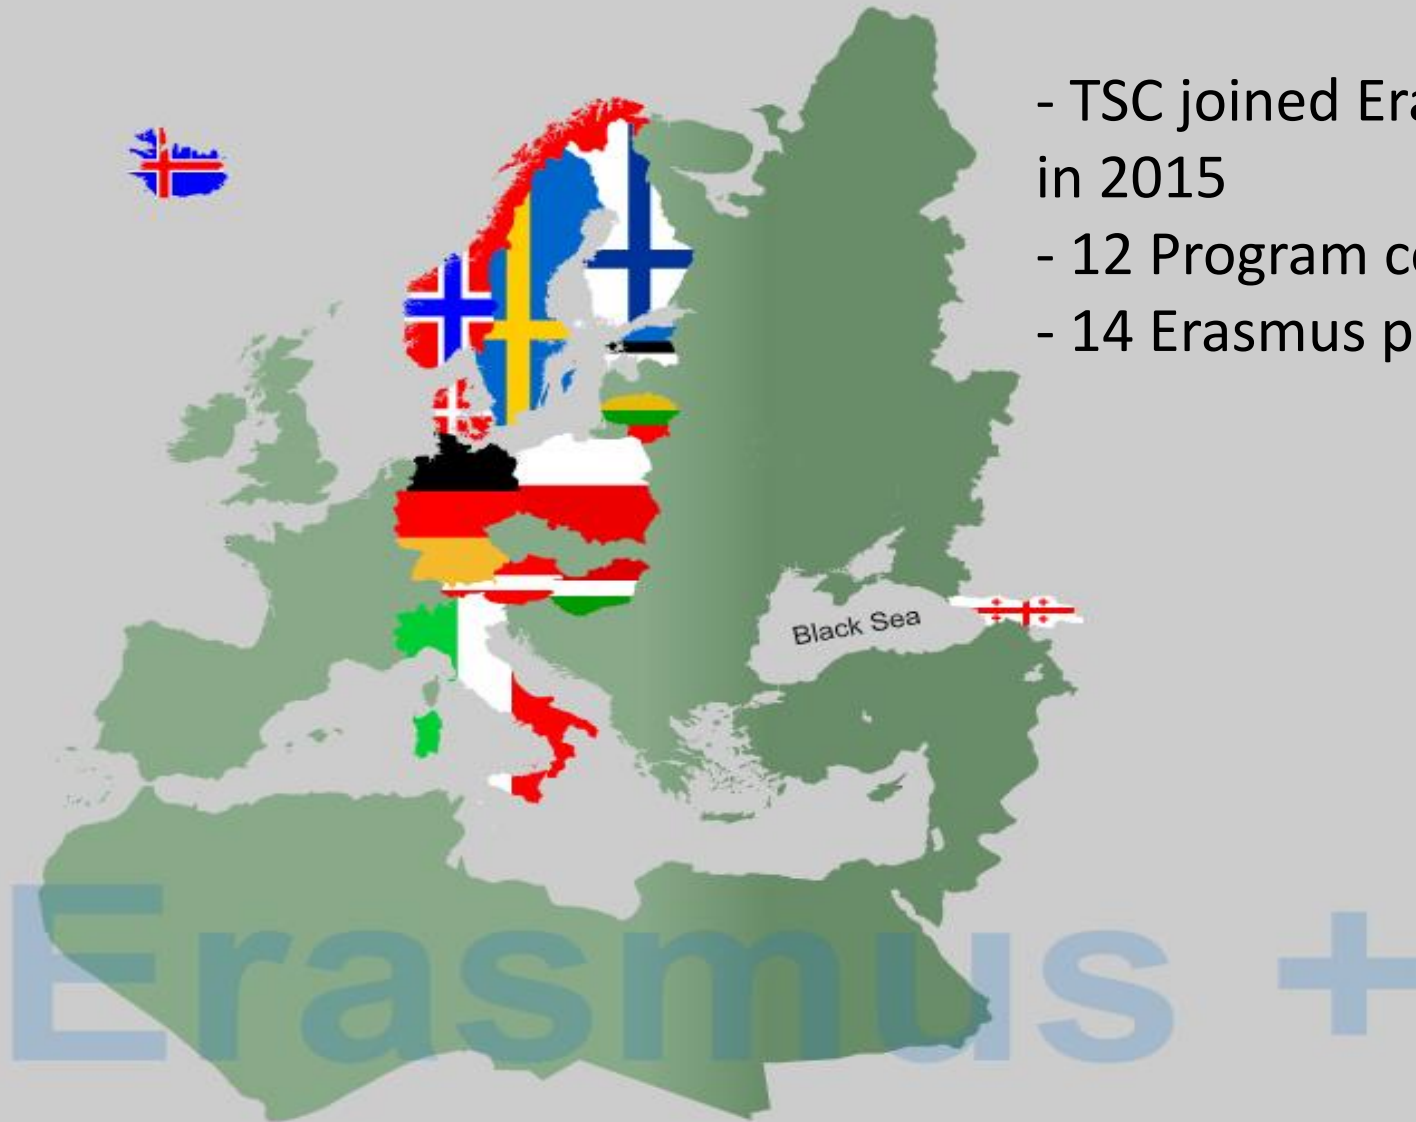 - TSC joined Era
in 2015
- 12 Program c
- 14 Erasmus p
Black Sea
Erasmus +